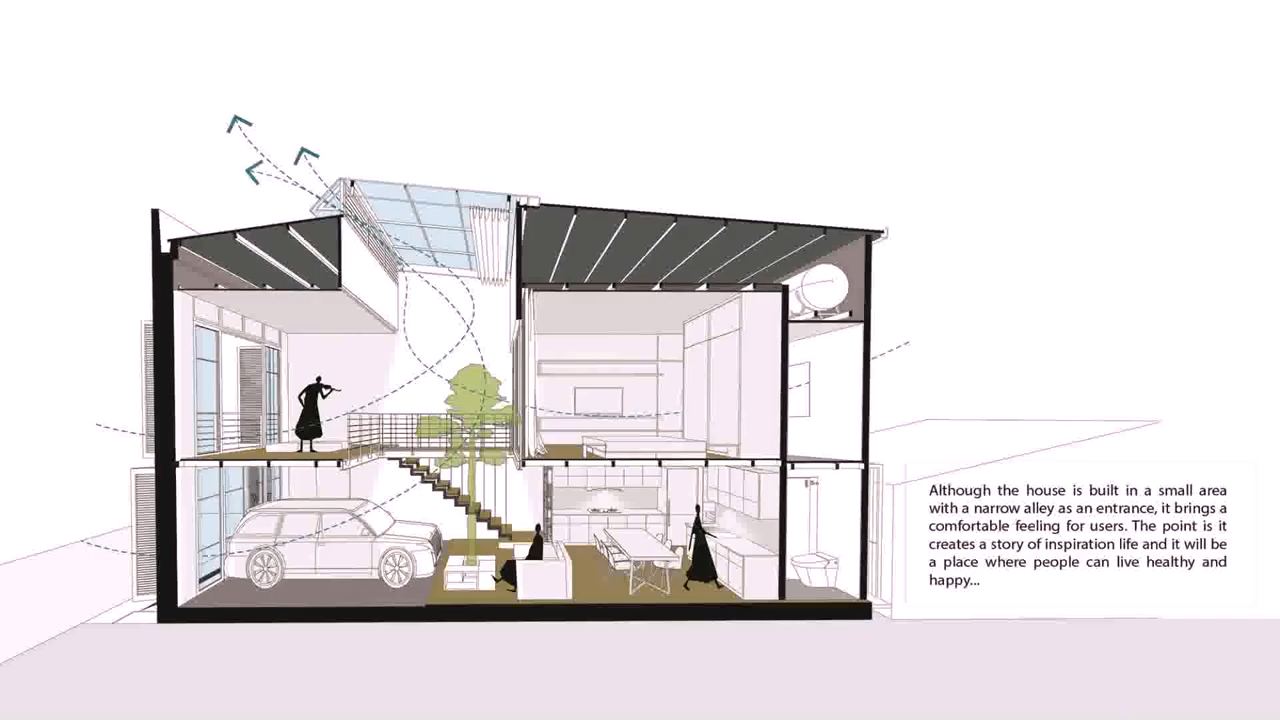 Although the house is built in a small area
with a narrow alley as an entrance, it brings a
comfortable feeling for users. The point is it
creates a story of inspiration life and it will be
a place where people can live healthy and
happy...